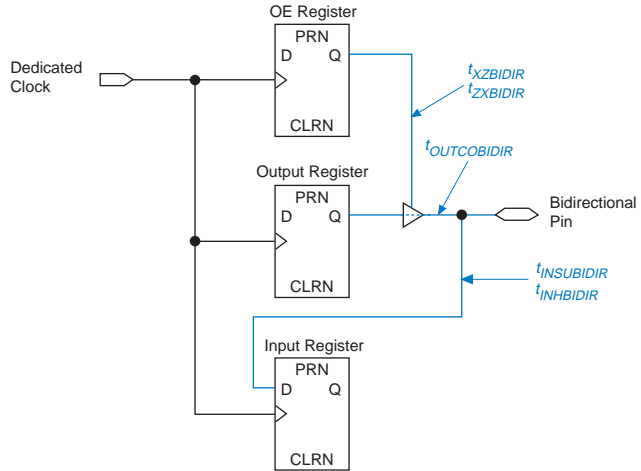 OE Register
PRN
D
Q
CLRN
Dedicated
Clock
tXZBIDIR
tZXBIDIR
tOUTCOBIDIR
Output Register
PRN
D
Q
CLRN
Bidirectional
Pin
tINSUBIDIR
tINHBIDIR
Input Register
PRN
D
Q
CLRN